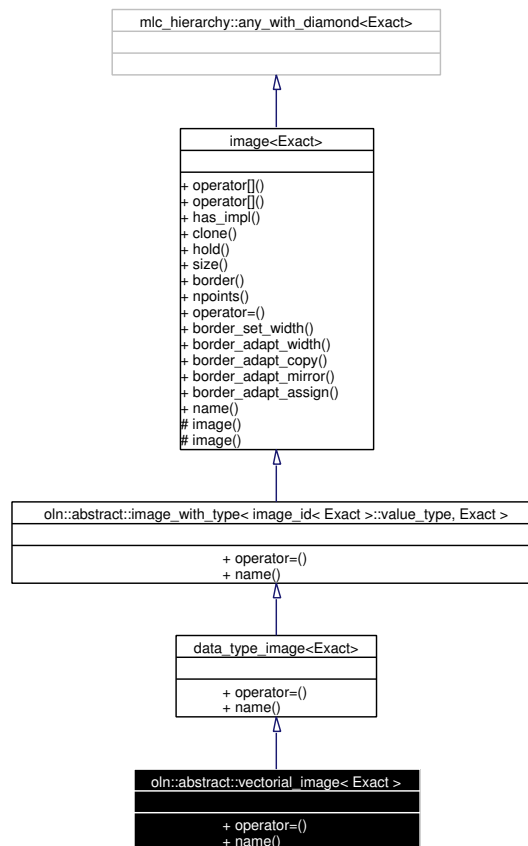 mlc_hierarchy::any_with_diamond<Exact>
image<Exact>
+ operator[]()
+ operator[]()
+ has_impl()
+ clone()
+ hold()
+ size()
+ border()
+ npoints()
+ operator=()
+ border_set_width()
+ border_adapt_width()
+ border_adapt_copy()
+ border_adapt_mirror()
+ border_adapt_assign()
+ name()
# image()
# image()
oln::abstract::image_with_type< image_id< Exact >::value_type, Exact >
+ operator=()
+ name()
data_type_image<Exact>
+ operator=()
+ name()
oln::abstract::vectorial_image< Exact >
+ operator=()
+ name()